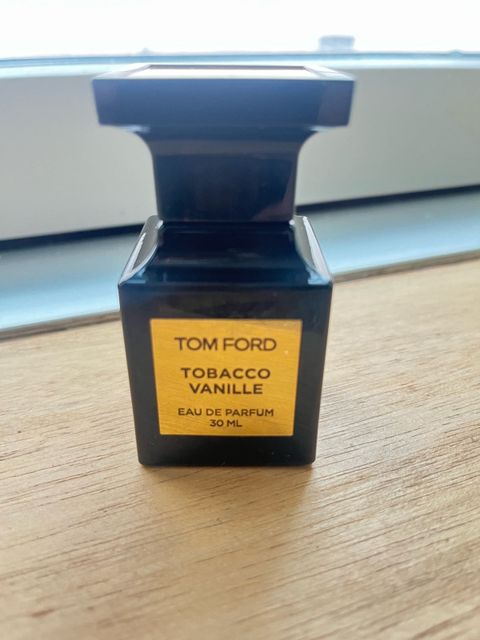 TOM FORD
TOBACCO
VANILLE
EAU DE PARFUM
30 ML